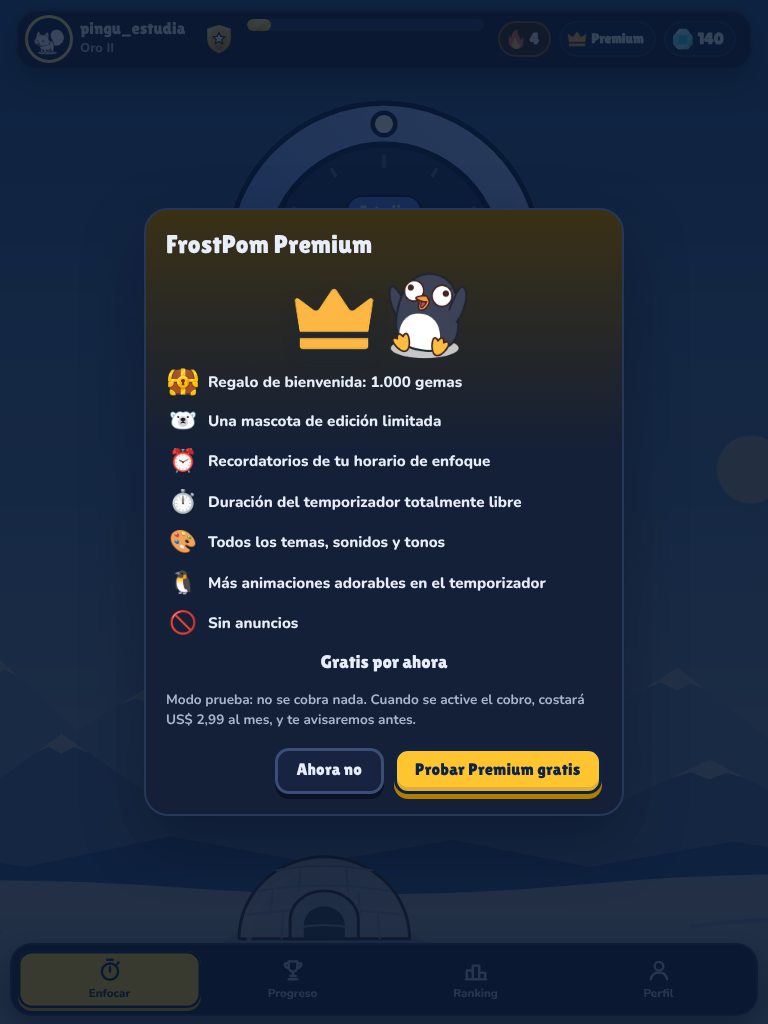 pingu_estudia
Oro II
4
Premium
140
FrostPom Premium
Regalo de bienvenida: 1.000 gemas
Una mascota de edición limitada
Recordatorios de tu horario de enfoque
Duración del temporizador totalmente libre
Todos los temas, sonidos y tonos
Más animaciones adorables en el temporizador
Sin anuncios
Gratis por ahora
Modo prueba: no se cobra nada. Cuando se active el cobro, costará
US$ 2,99 al mes, y te avisaremos antes.
Ahora no
Probar Premium gratis
Enfocar
Progreso
Ranking
Perfil